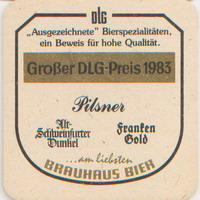 DLG
„Ausgezeichnete" Bierspezialitäten,
ein Beweis für hohe Qualität.
Großer DLG-Preis 1983
Pilsner
Alt-
Schweinfurter
Dunkel
Franken
Gold
...am liebsten
BRAUHAUS BIER